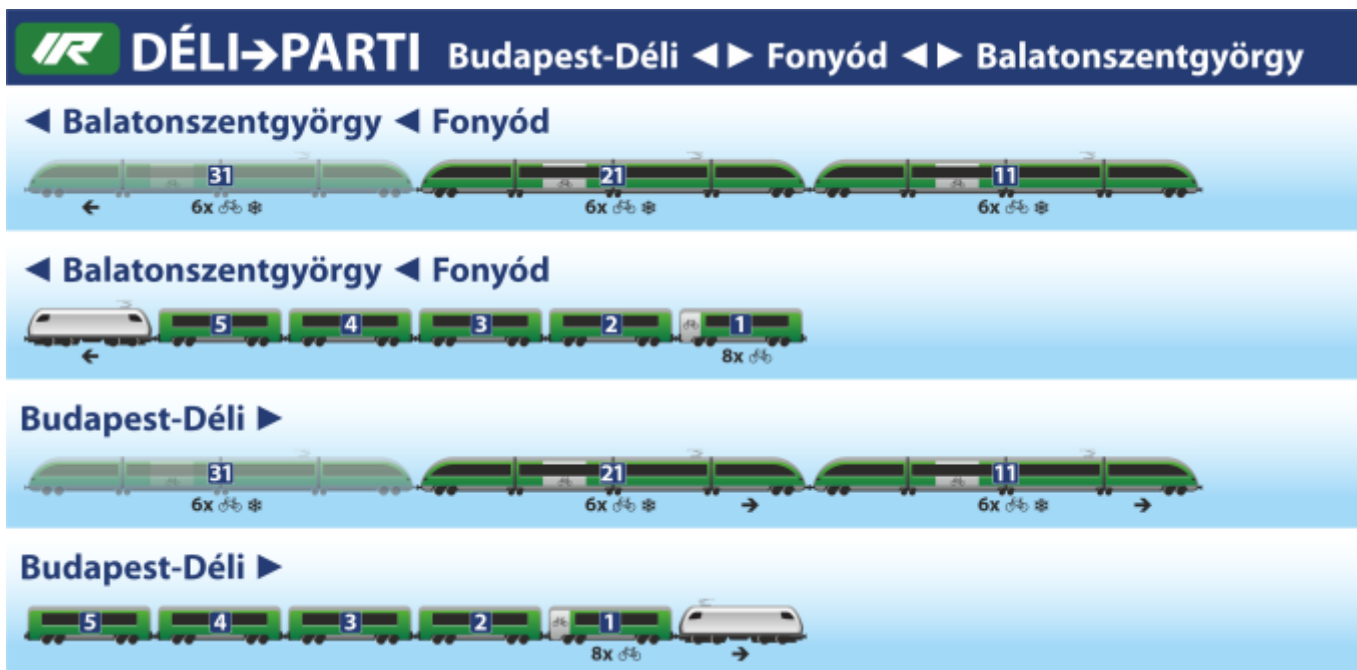 IR DÉLI→PARTI Budapest-Déli ◄► Fonyód ◄► Balatonszentgyörgy
◄ Balatonszentgyörgy ◄ Fonyód
31 21 11
← 6x ❄ 6x ❄ 6x ❄
◄ Balatonszentgyörgy ◄ Fonyód
5 4 3 2 1
← 8x
Budapest-Déli ►
31 21 11
6x ❄ 6x ❄ → 6x ❄ →
Budapest-Déli ►
5 4 3 2 1
8x →